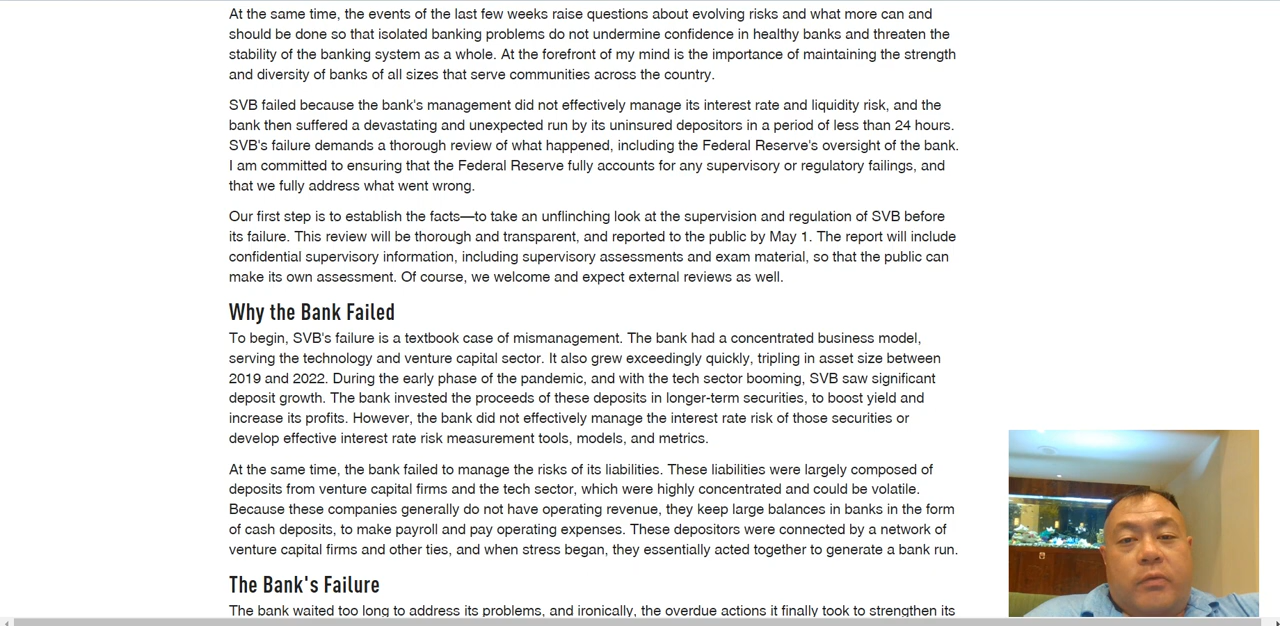 At the same time, the events of the last few weeks raise questions about evolving risks and what more can and
should be done so that isolated banking problems do not undermine confidence in healthy banks and threaten the
stability of the banking system as a whole. At the forefront of my mind is the importance of maintaining the strength
and diversity of banks of all sizes that serve communities across the country.
SVB failed because the bank's management did not effectively manage its interest rate and liquidity risk, and the
bank then suffered a devastating and unexpected run by its uninsured depositors in a period of less than 24 hours.
SVB's failure demands a thorough review of what happened, including the Federal Reserve's oversight of the bank.
I am committed to ensuring that the Federal Reserve fully accounts for any supervisory or regulatory failings, and
that we fully address what went wrong.
Our first step is to establish the facts—to take an unflinching look at the supervision and regulation of SVB before
its failure. This review will be thorough and transparent, and reported to the public by May 1. The report will include
confidential supervisory information, including supervisory assessments and exam material, so that the public can
make its own assessment. Of course, we welcome and expect external reviews as well.
Why the Bank Failed
To begin, SVB's failure is a textbook case of mismanagement. The bank had a concentrated business model,
serving the technology and venture capital sector. It also grew exceedingly quickly, tripling in asset size between
2019 and 2022. During the early phase of the pandemic, and with the tech sector booming, SVB saw significant
deposit growth. The bank invested the proceeds of these deposits in longer-term securities, to boost yield and
increase its profits. However, the bank did not effectively manage the interest rate risk of those securities or
develop effective interest rate risk measurement tools, models, and metrics.
At the same time, the bank failed to manage the risks of its liabilities. These liabilities were largely composed of
deposits from venture capital firms and the tech sector, which were highly concentrated and could be volatile.
Because these companies generally do not have operating revenue, they keep large balances in banks in the form
of cash deposits, to make payroll and pay operating expenses. These depositors were connected by a network of
venture capital firms and other ties, and when stress began, they essentially acted together to generate a bank run.
The Bank's Failure
The bank waited too long to address its problems, and ironically, the overdue actions it finally took to strengthen its